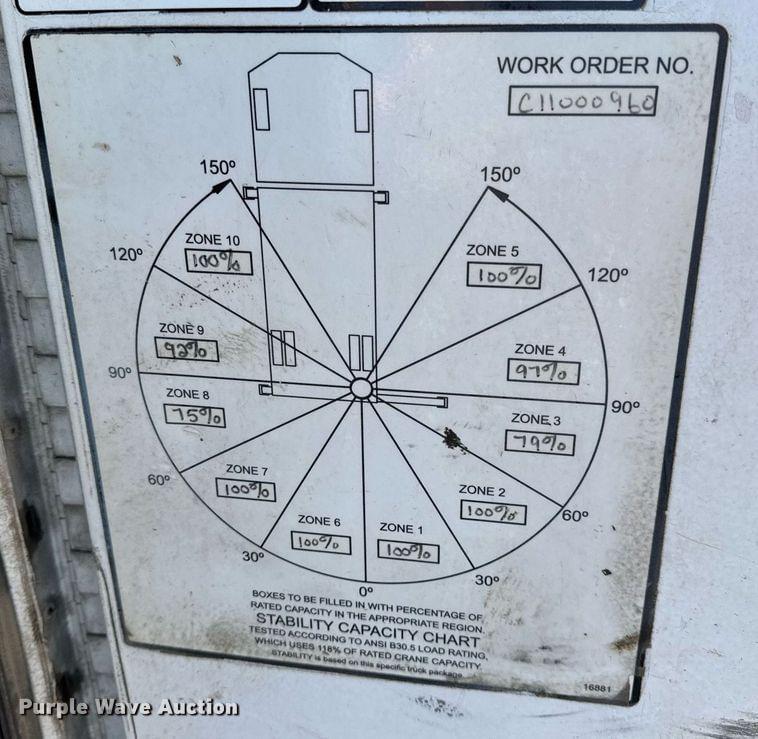 WORK ORDER NO.
C11000960
150º
150º
ZONE 10
100%
ZONE 5
100%
120º
120º
ZONE 9
92%
ZONE 4
97%
90º
90º
ZONE 8
75%
ZONE 3
79%
60º
60º
ZONE 7
100%
ZONE 2
100%
ZONE 6
100%
ZONE 1
100%
30º
30º
0º
BOXES TO BE FILLED IN WITH PERCENTAGE OF
RATED CAPACITY IN THE APPROPRIATE REGION.
STABILITY CAPACITY CHART
TESTED ACCORDING TO ANSI B30.5 LOAD RATING,
WHICH USES 118% OF RATED CRANE CAPACITY.
STABILITY is based on this specific truck package.
16881
Purple Wave Auction